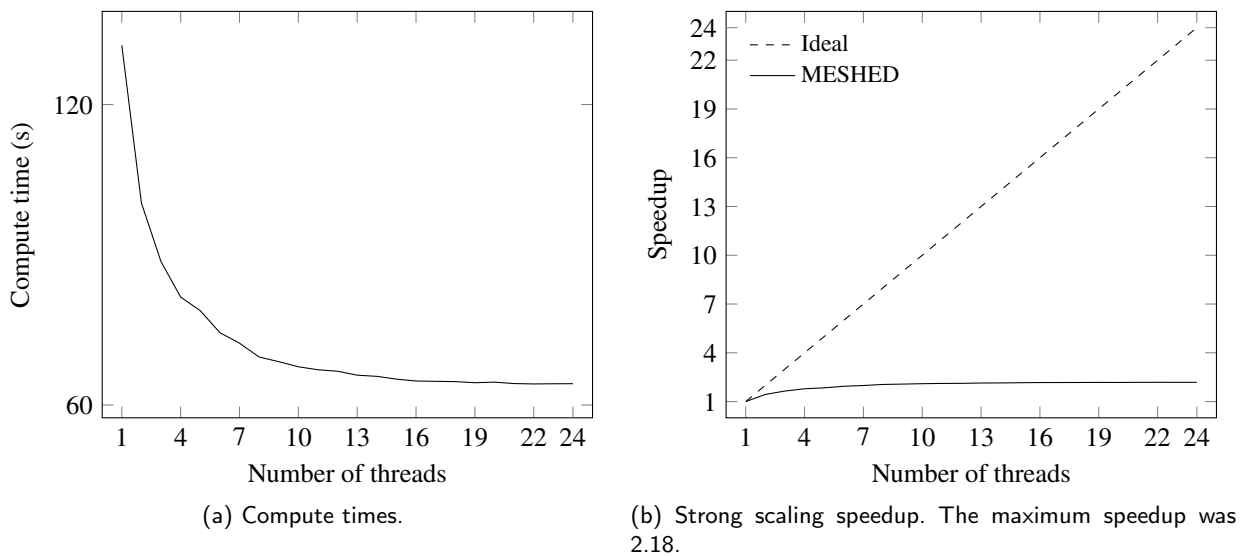 120
60
Compute time (s)
1 4 7 10 13 16 19 22 24
Number of threads
(a) Compute times.
24
22
19
16
13
10
7
4
1
Speedup
Ideal
MESHED
1 4 7 10 13 16 19 22 24
Number of threads
(b) Strong scaling speedup. The maximum speedup was
2.18.